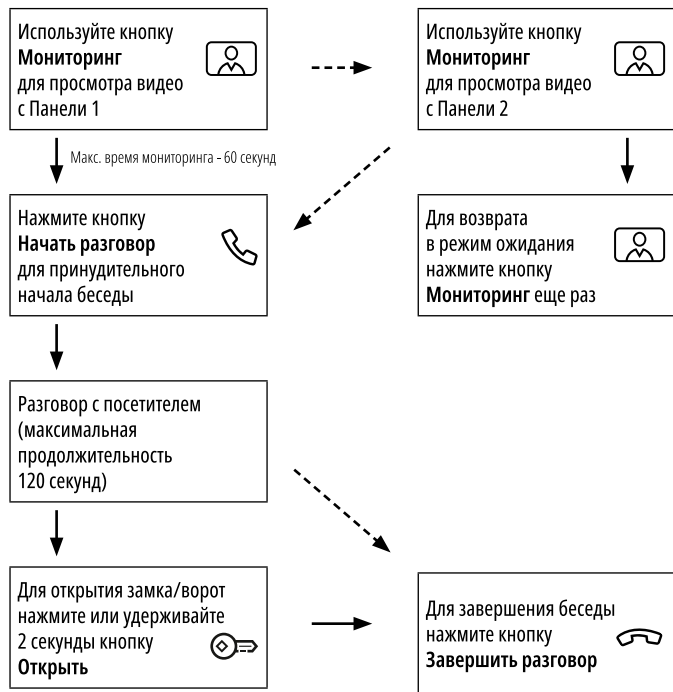 Используйте кнопку
Мониторинг
для просмотра видео
с Панели 1
Используйте кнопку
Мониторинг
для просмотра видео
с Панели 2
Макс. время мониторинга - 60 секунд
Нажмите кнопку
Начать разговор
для принудительного
начала беседы
Для возврата
в режим ожидания
нажмите кнопку
Мониторинг еще раз
Разговор с посетителем
(максимальная
продолжительность
120 секунд)
Для открытия замка/ворот
нажмите или удерживайте
2 секунды кнопку
Открыть
Для завершения беседы
нажмите кнопку
Завершить разговор